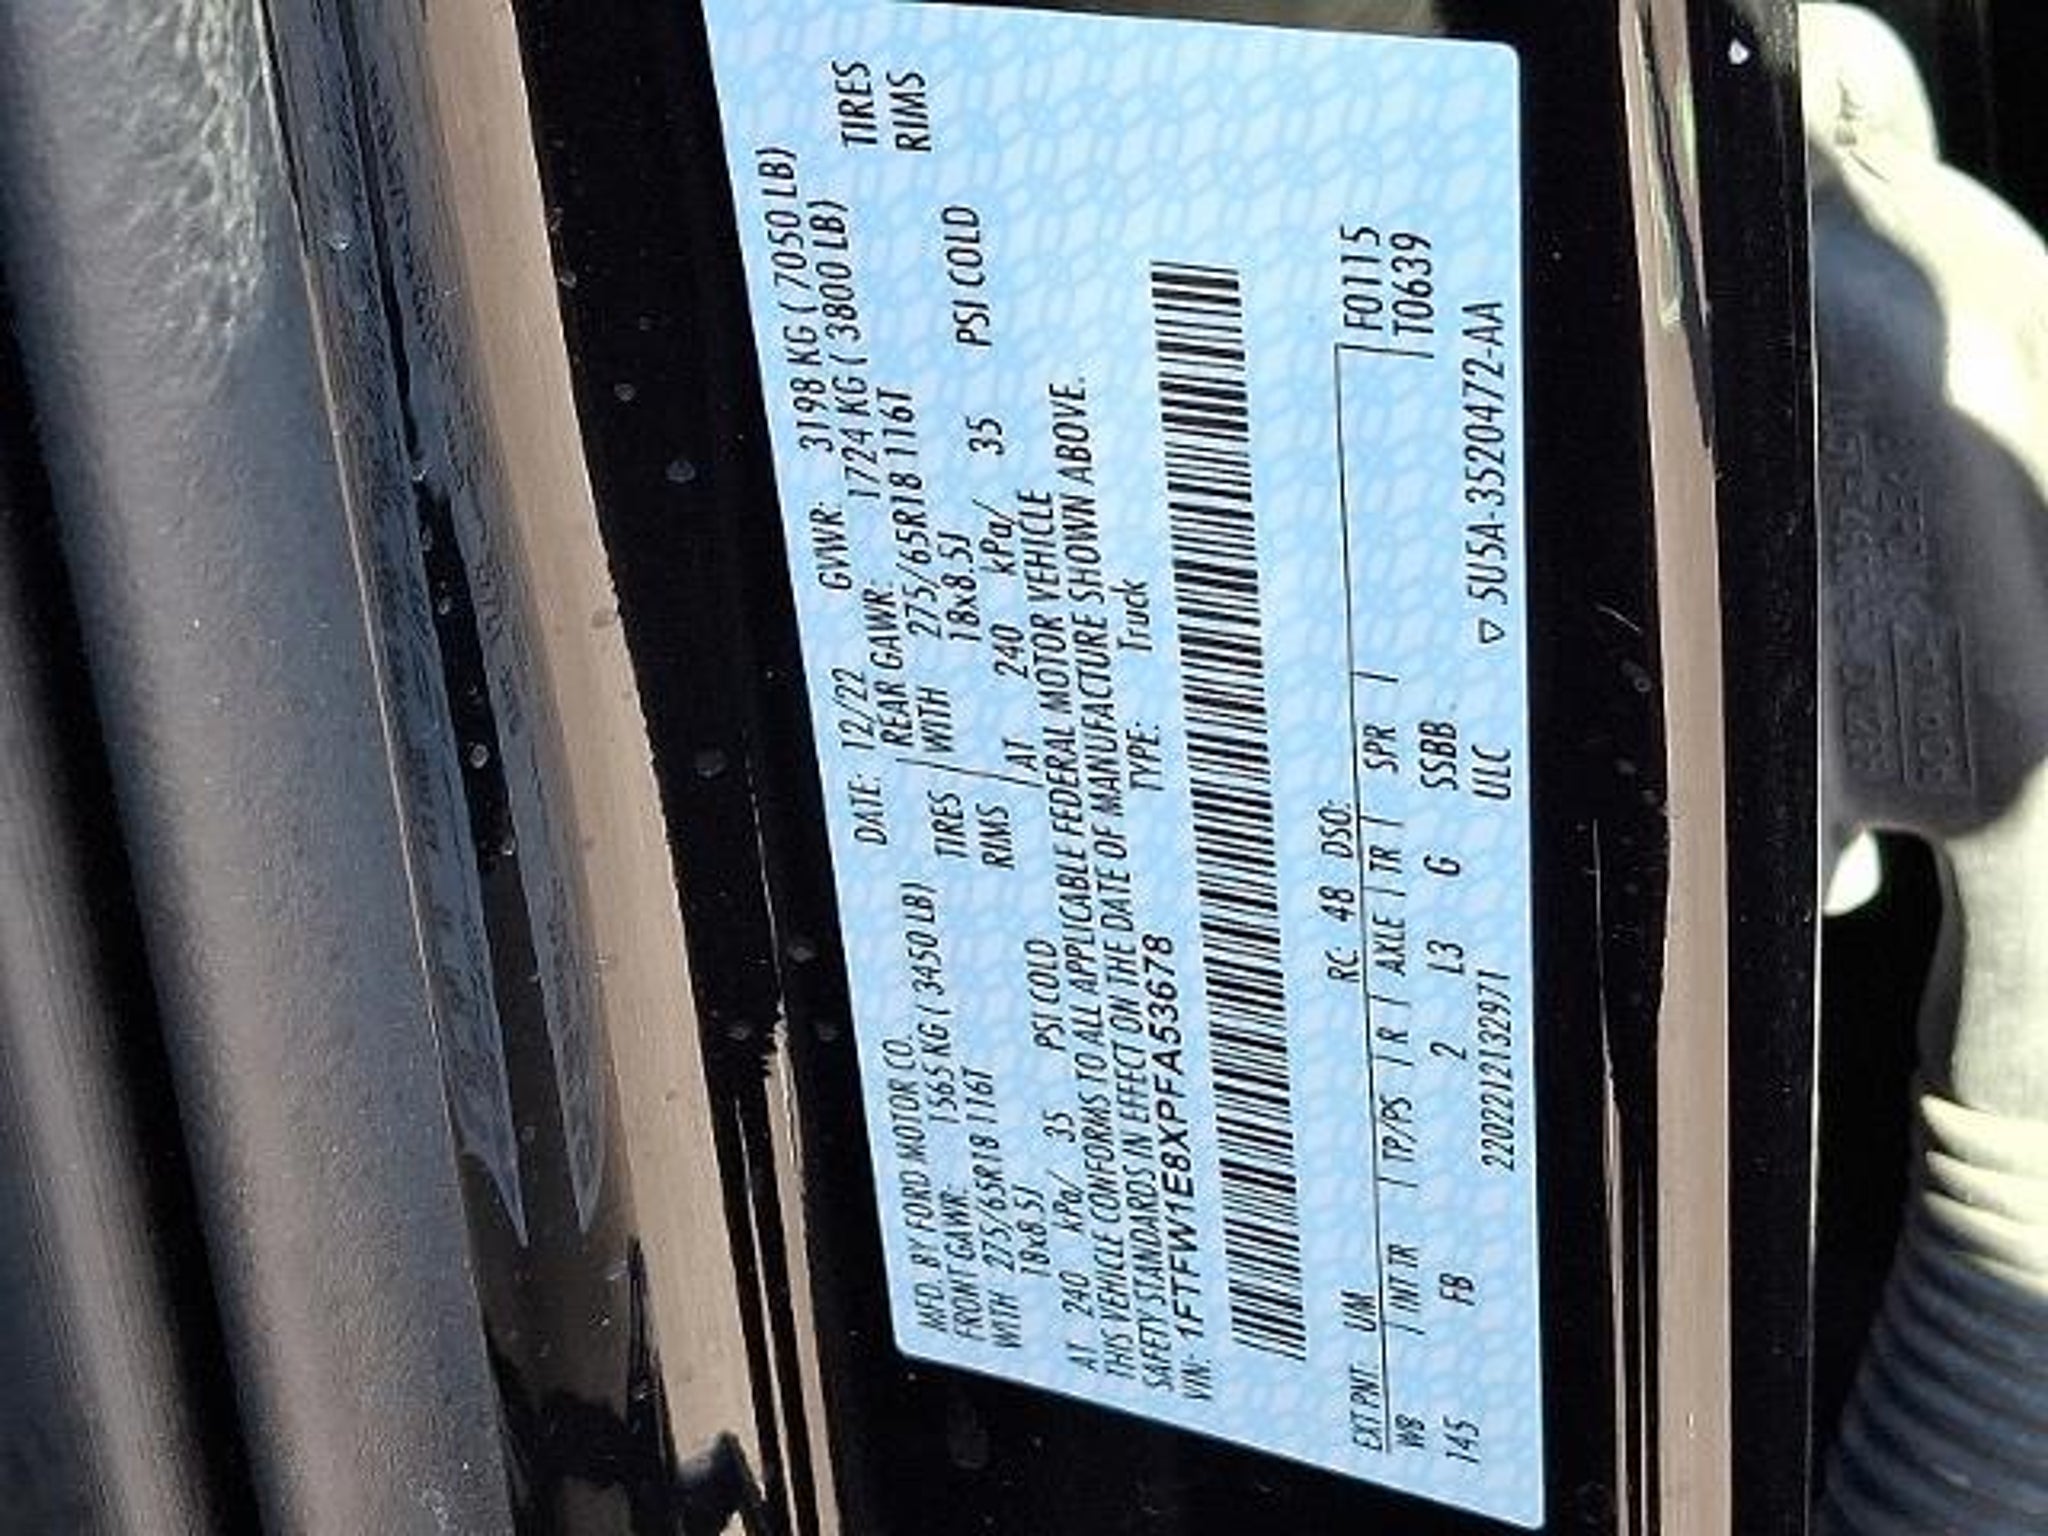 MFD. BY FORD MOTOR CO. DATE: 12/22 GVWR: 3198 KG ( 7050 LB)
FRONT GAWR: 1565 KG ( 3450 LB) REAR GAWR: 1724 KG ( 3800 LB)
WITH 275/65R18 116T TIRES WITH 275/65R18 116T TIRES
18x8.5J RIMS 18x8.5J RIMS
AT 240 kPa/ 35 PSI COLD AT 240 kPa/ 35 PSI COLD
THIS VEHICLE CONFORMS TO ALL APPLICABLE FEDERAL MOTOR VEHICLE
SAFETY STANDARDS IN EFFECT ON THE DATE OF MANUFACTURE SHOWN ABOVE.
VIN: 1FTFW1E8XPFA53678 TYPE: Truck
EXT PNT UM RC: 48 DSO: F0115
WB INT TR TP/PS R AXLE TR SPR T0639
145 FB 2 L3 G SSBB
2202212132971 ULC ▽ 5U5A-3520472-AA